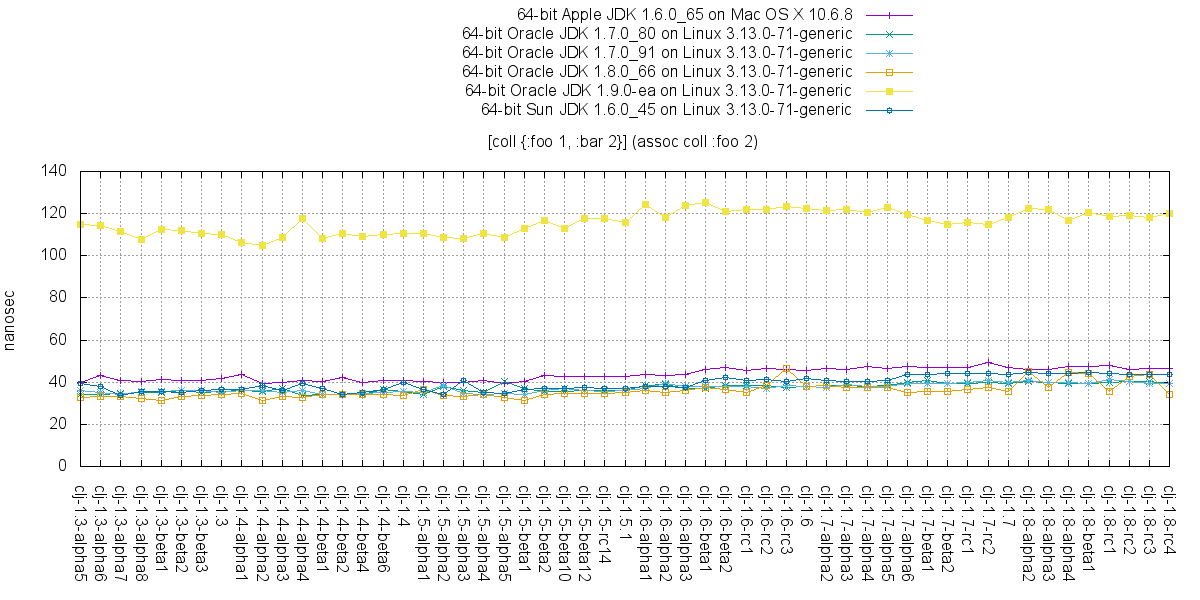 64-bit Apple JDK 1.6.0_65 on Mac OS X 10.6.8
64-bit Oracle JDK 1.7.0_80 on Linux 3.13.0-71-generic
64-bit Oracle JDK 1.7.0_91 on Linux 3.13.0-71-generic
64-bit Oracle JDK 1.8.0_66 on Linux 3.13.0-71-generic
64-bit Oracle JDK 1.9.0-ea on Linux 3.13.0-71-generic
64-bit Sun JDK 1.6.0_45 on Linux 3.13.0-71-generic
[coll {:foo 1, :bar 2}] (assoc coll :foo 2)
140
120
100
80
60
40
20
0
nanosec
clj-1.3-alpha5
clj-1.3-alpha6
clj-1.3-alpha7
clj-1.3-alpha8
clj-1.3-beta1
clj-1.3-beta2
clj-1.3-beta3
clj-1.3
clj-1.4-alpha1
clj-1.4-alpha2
clj-1.4-alpha3
clj-1.4-alpha4
clj-1.4-beta1
clj-1.4-beta2
clj-1.4-beta4
clj-1.4-beta6
clj-1.4
clj-1.5-alpha1
clj-1.5-alpha2
clj-1.5-alpha3
clj-1.5-alpha4
clj-1.5-alpha5
clj-1.5-beta1
clj-1.5-beta2
clj-1.5-beta10
clj-1.5-beta12
clj-1.5-rc14
clj-1.5.1
clj-1.6-alpha1
clj-1.6-alpha2
clj-1.6-alpha3
clj-1.6-beta1
clj-1.6-beta2
clj-1.6-rc1
clj-1.6-rc2
clj-1.6-rc3
clj-1.6
clj-1.7-alpha2
clj-1.7-alpha3
clj-1.7-alpha4
clj-1.7-alpha5
clj-1.7-alpha6
clj-1.7-beta1
clj-1.7-beta2
clj-1.7-rc1
clj-1.7-rc2
clj-1.7
clj-1.8-alpha2
clj-1.8-alpha3
clj-1.8-alpha4
clj-1.8-beta1
clj-1.8-rc1
clj-1.8-rc2
clj-1.8-rc3
clj-1.8-rc4